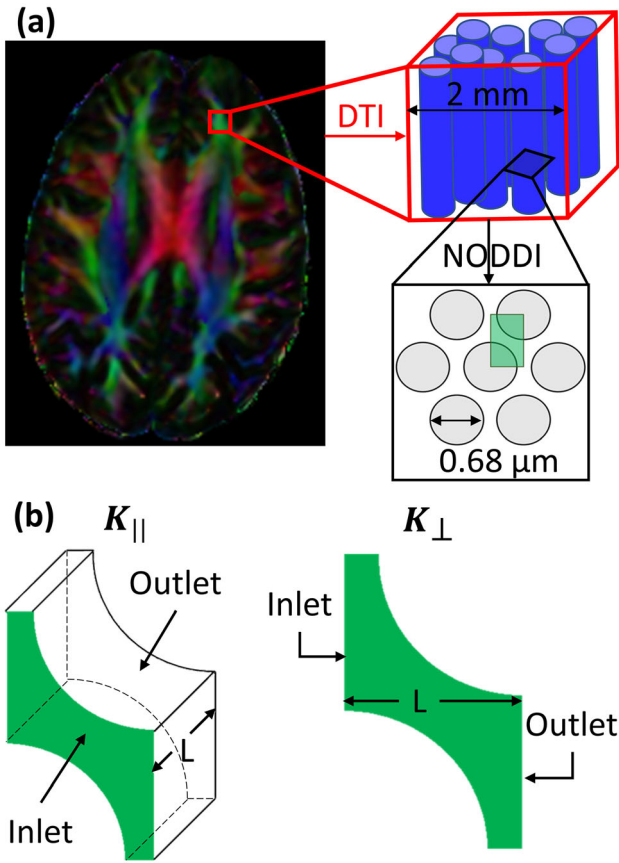 (a)
2 mm
DTI
NODDI
0.68 µm
(b)
K||
K⊥
Outlet
Inlet
L
Inlet
L
Outlet